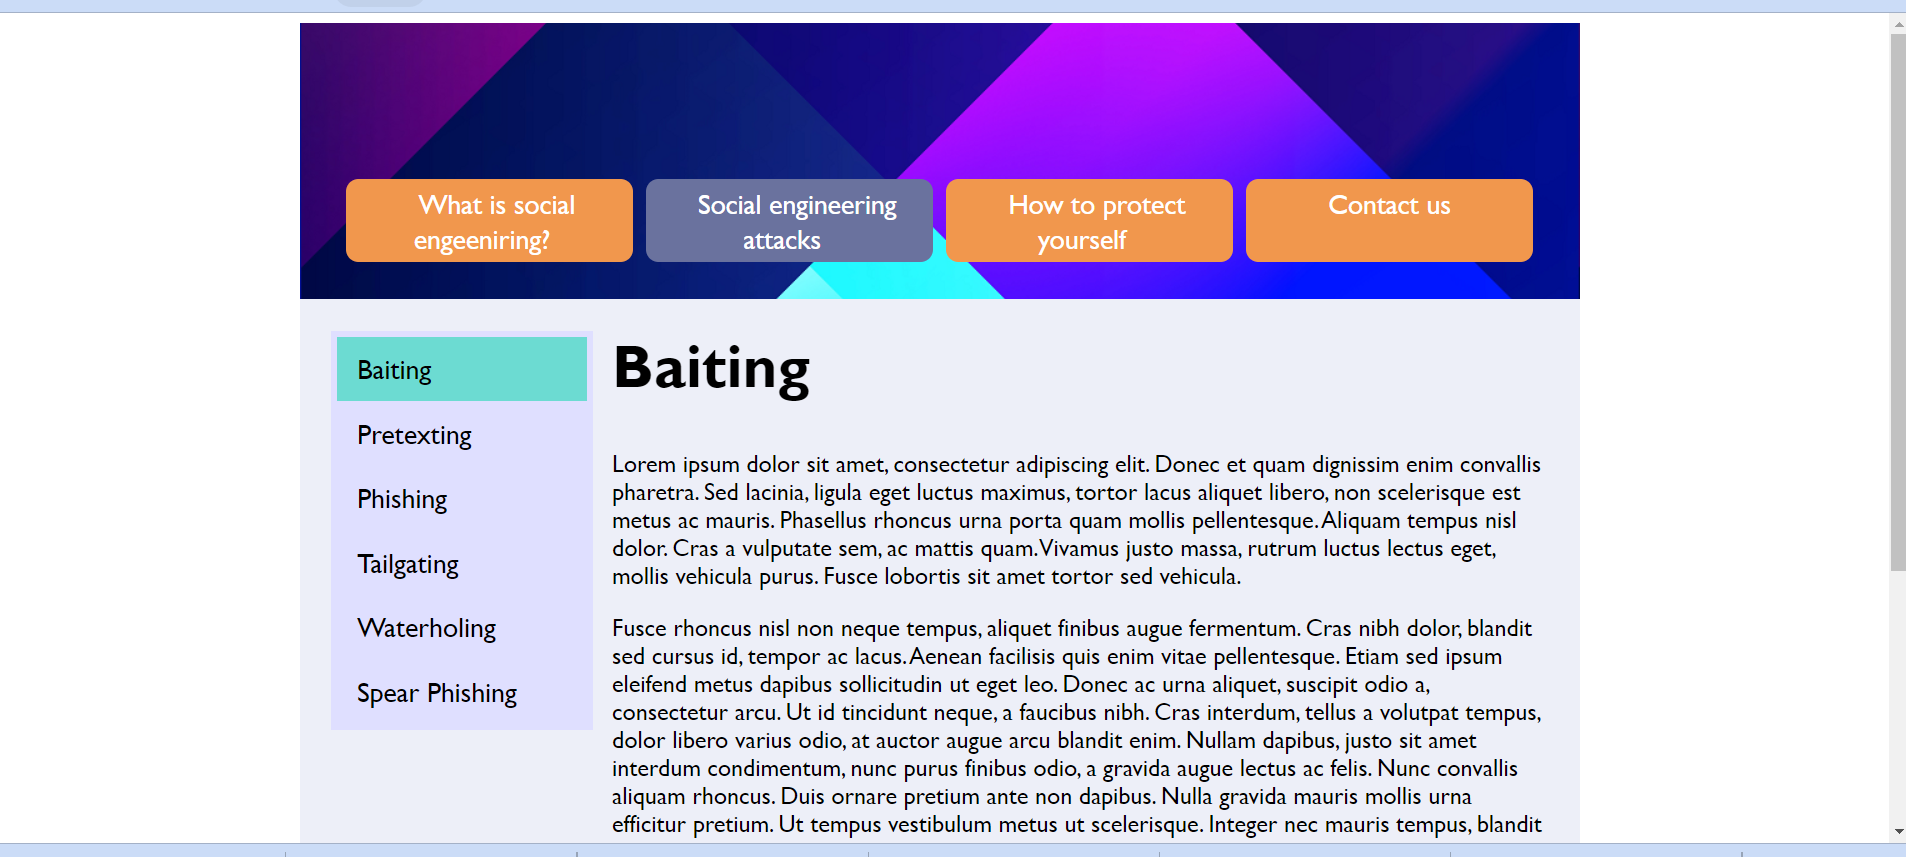 What is social
engeeniring?
Social engineering
attacks
How to protect
yourself
Contact us
Baiting
Pretexting
Phishing
Tailgating
Waterholing
Spear Phishing
Baiting
Lorem ipsum dolor sit amet, consectetur adipiscing elit. Donec et quam dignissim enim convallis
pharetra. Sed lacinia, ligula eget luctus maximus, tortor lacus aliquet libero, non scelerisque est
metus ac mauris. Phasellus rhoncus urna porta quam mollis pellentesque. Aliquam tempus nisl
dolor. Cras a vulputate sem, ac mattis quam. Vivamus justo massa, rutrum luctus lectus eget,
mollis vehicula purus. Fusce lobortis sit amet tortor sed vehicula.
Fusce rhoncus nisl non neque tempus, aliquet finibus augue fermentum. Cras nibh dolor, blandit
sed cursus id, tempor ac lacus. Aenean facilisis quis enim vitae pellentesque. Etiam sed ipsum
eleifend metus dapibus sollicitudin ut eget leo. Donec ac urna aliquet, suscipit odio a,
consectetur arcu. Ut id tincidunt neque, a faucibus nibh. Cras interdum, tellus a volutpat tempus,
dolor libero varius odio, at auctor augue arcu blandit enim. Nullam dapibus, justo sit amet
interdum condimentum, nunc purus finibus odio, a gravida augue lectus ac felis. Nunc convallis
aliquam rhoncus. Duis ornare pretium ante non dapibus. Nulla gravida mauris mollis urna
efficitur pretium. Ut tempus vestibulum metus ut scelerisque. Integer nec mauris tempus, blandit